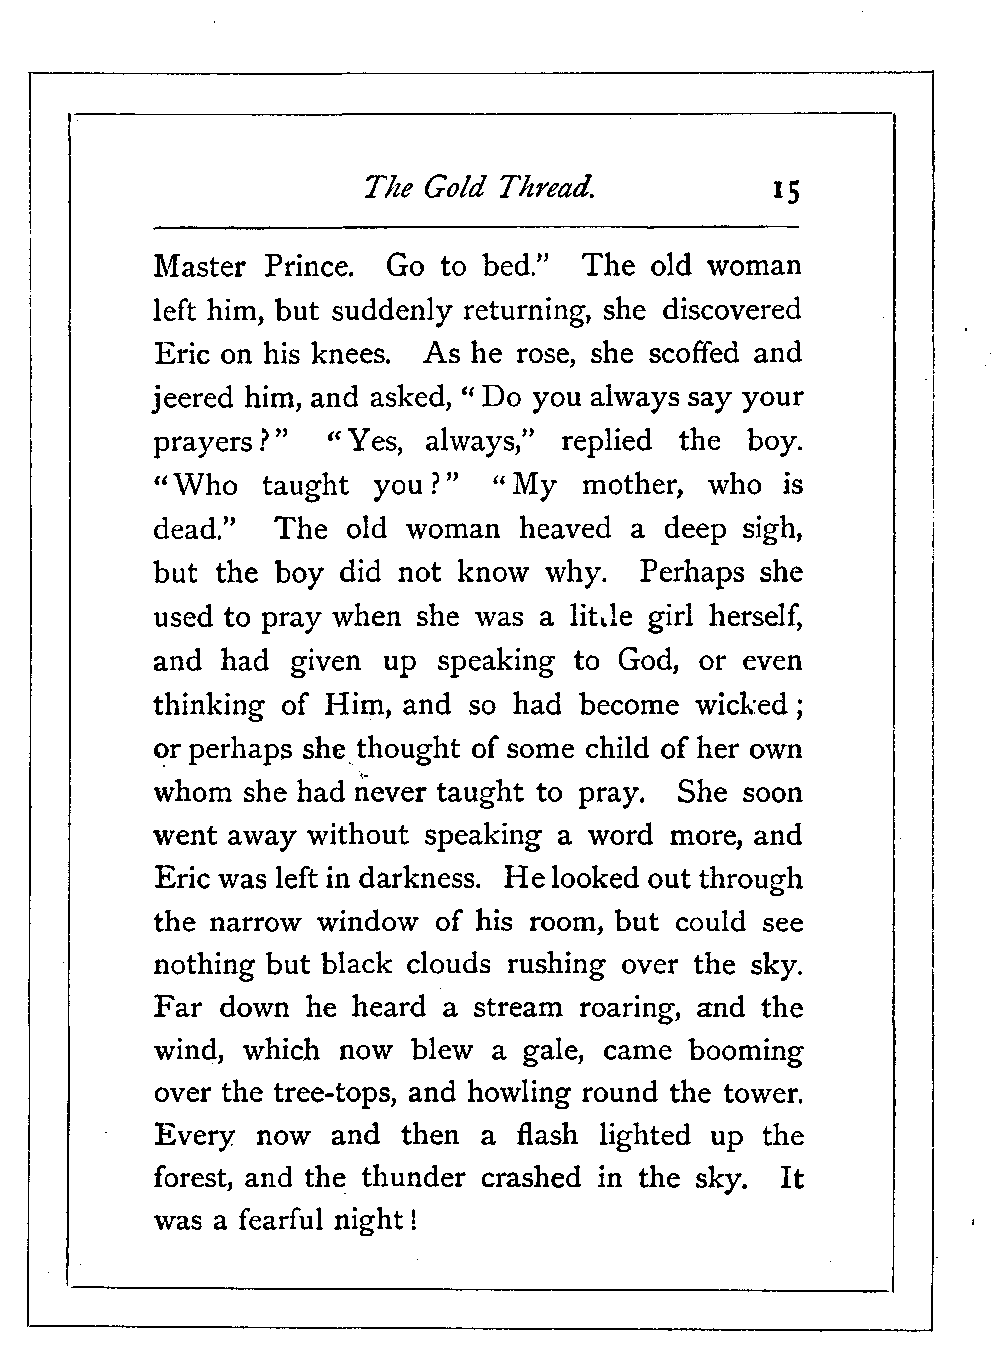 The Gold Thread. 15
Master Prince. Go to bed.” The old woman
left him, but suddenly returning, she discovered
Eric on his knees. As he rose, she scoffed and
jeered him, and asked, “Do you always say your
prayers?” “Yes, always,” replied the boy.
“Who taught you?” “My mother, who is
dead.” The old woman heaved a deep sigh,
but the boy did not know why. Perhaps she
used to pray when she was a little girl herself,
and had given up speaking to God, or even
thinking of Him, and so had become wicked;
or perhaps she thought of some child of her own
whom she had never taught to pray. She soon
went away without speaking a word more, and
Eric was left in darkness. He looked out through
the narrow window of his room, but could see
nothing but black clouds rushing over the sky.
Far down he heard a stream roaring, and the
wind, which now blew a gale, came booming
over the tree-tops, and howling round the tower.
Every now and then a flash lighted up the
forest, and the thunder crashed in the sky. It
was a fearful night!